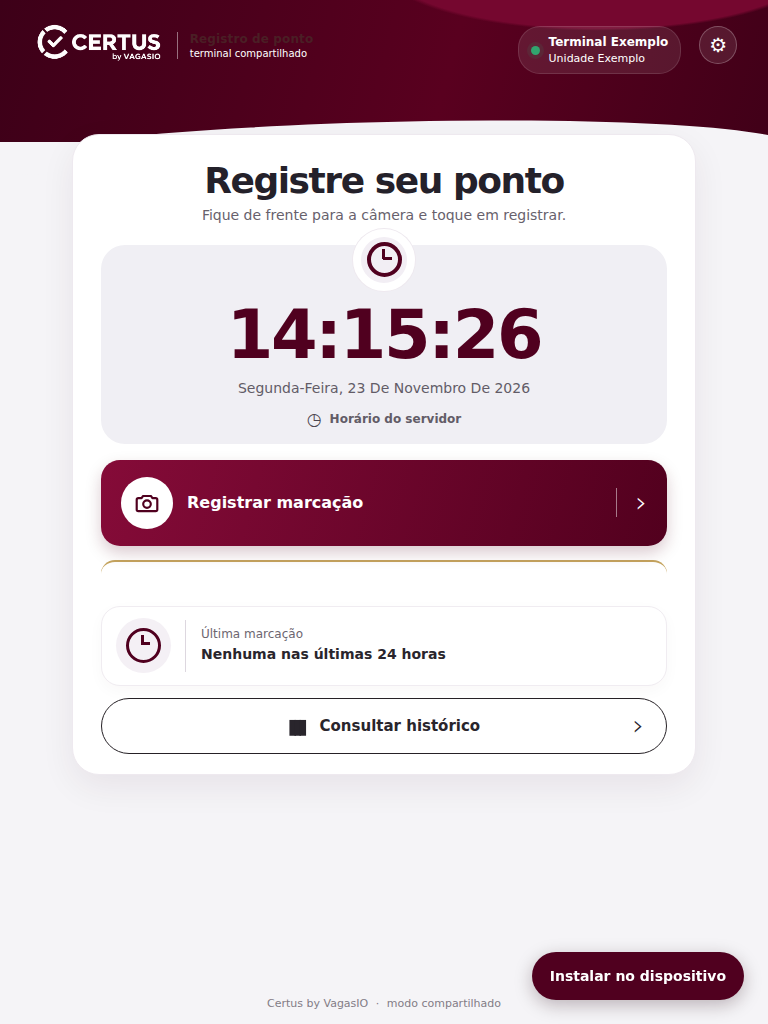 CERTUS
by VAGASIO
Registro de ponto
terminal compartilhado
Terminal Exemplo
Unidade Exemplo
Registre seu ponto
Fique de frente para a câmera e toque em registrar.
14:15:26
Segunda-Feira, 23 De Novembro De 2026
Horário do servidor
Registrar marcação
Última marcação
Nenhuma nas últimas 24 horas
Consultar histórico
Instalar no dispositivo
Certus by VagasIO · modo compartilhado